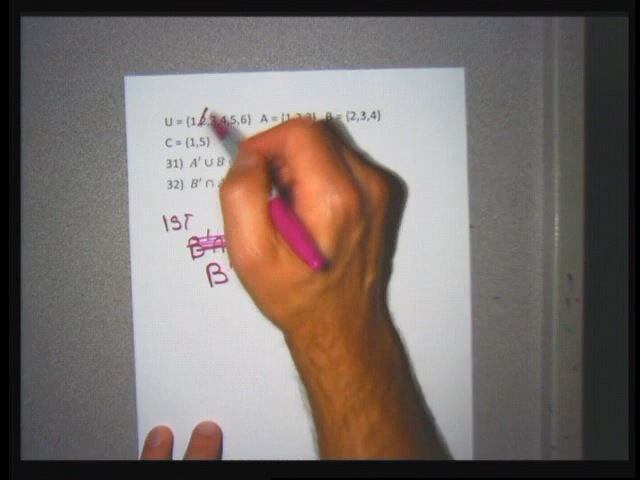 U = {1,2,3,4,5,6} A = {1,2,3} B = {2,3,4}
C = {1,5}
31) A′ ∪ B
32) B′ ∩
1ST
B'∩
B